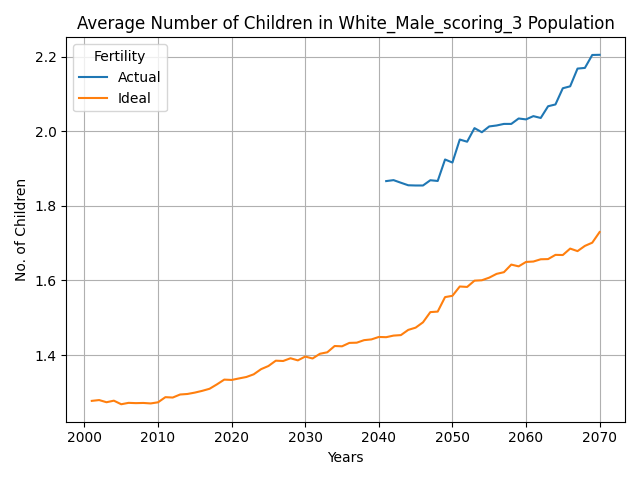 Average Number of Children in White_Male_scoring_3 Population
Fertility
Actual
Ideal
No. of Children
2.2
2.0
1.8
1.6
1.4
2000 2010 2020 2030 2040 2050 2060 2070
Years